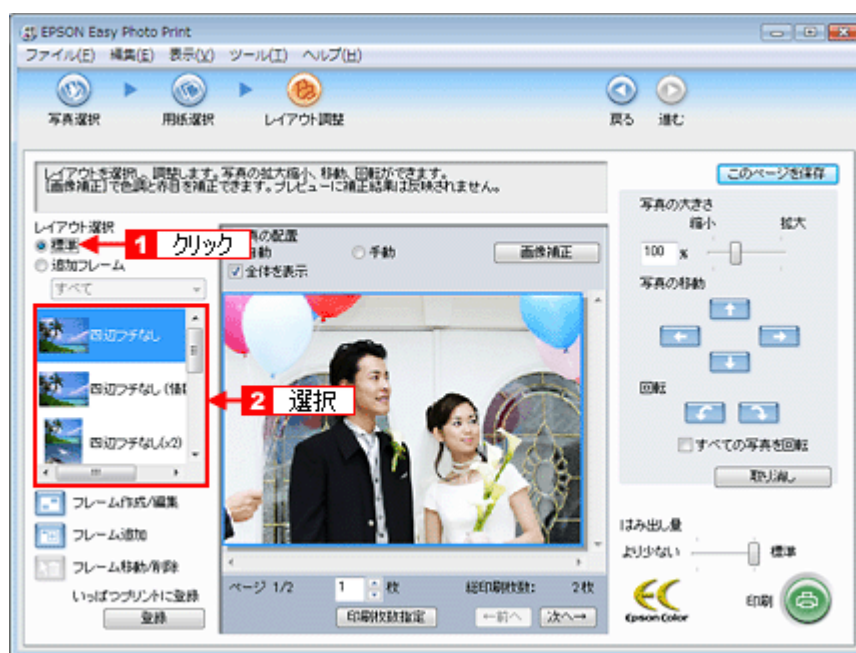 EPSON Easy Photo Print
ファイル(F) 編集(E) 表示(V) ツール(T) ヘルプ(H)
写真選択 用紙選択 レイアウト調整 戻る 進む
レイアウトを選択し、調整します。写真の拡大縮小、移動、回転ができます。
[画像補正]で色調と赤目を補正できます。プレビューに補正結果は反映されません。
このページを保存
レイアウト選択
標準
1 クリック
追加フレーム
すべて
四辺フチなし
四辺フチなし (情報
四辺フチなし(x2)
2 選択
フレーム作成/編集
フレーム追加
フレーム移動/削除
いっぱつプリントに登録
登録
真の配置
自動 手動 画像補正
全体を表示
ページ 1/2 1 枚 総印刷枚数: 2枚
印刷枚数指定 ←前へ 次へ→
写真の大きさ
縮小 拡大
100 %
写真の移動
回転
すべての写真を回転
取り消し
はみ出し量
より少ない 標準
Epson Color
印刷